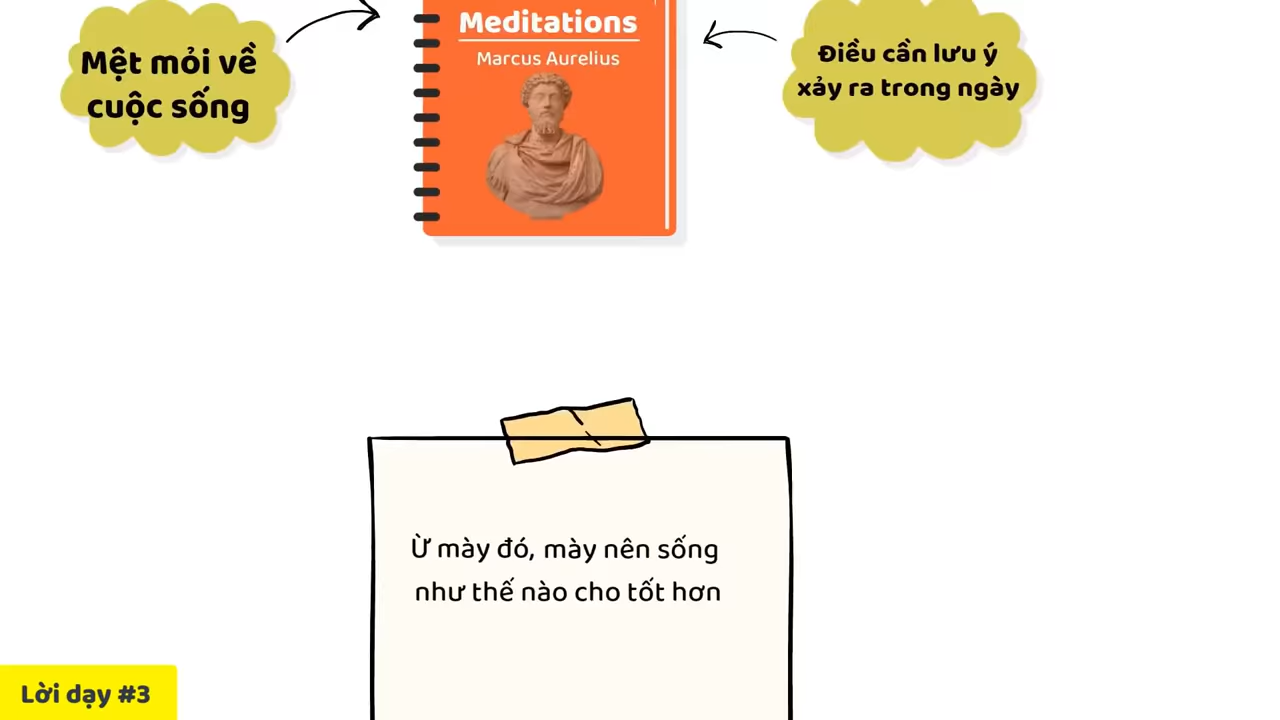 Mệt mỏi về
cuộc sống
Meditations
Marcus Aurelius
Điều cần lưu ý
xảy ra trong ngày
Ừ mày đó, mày nên sống
như thế nào cho tốt hơn
Lời dạy #3